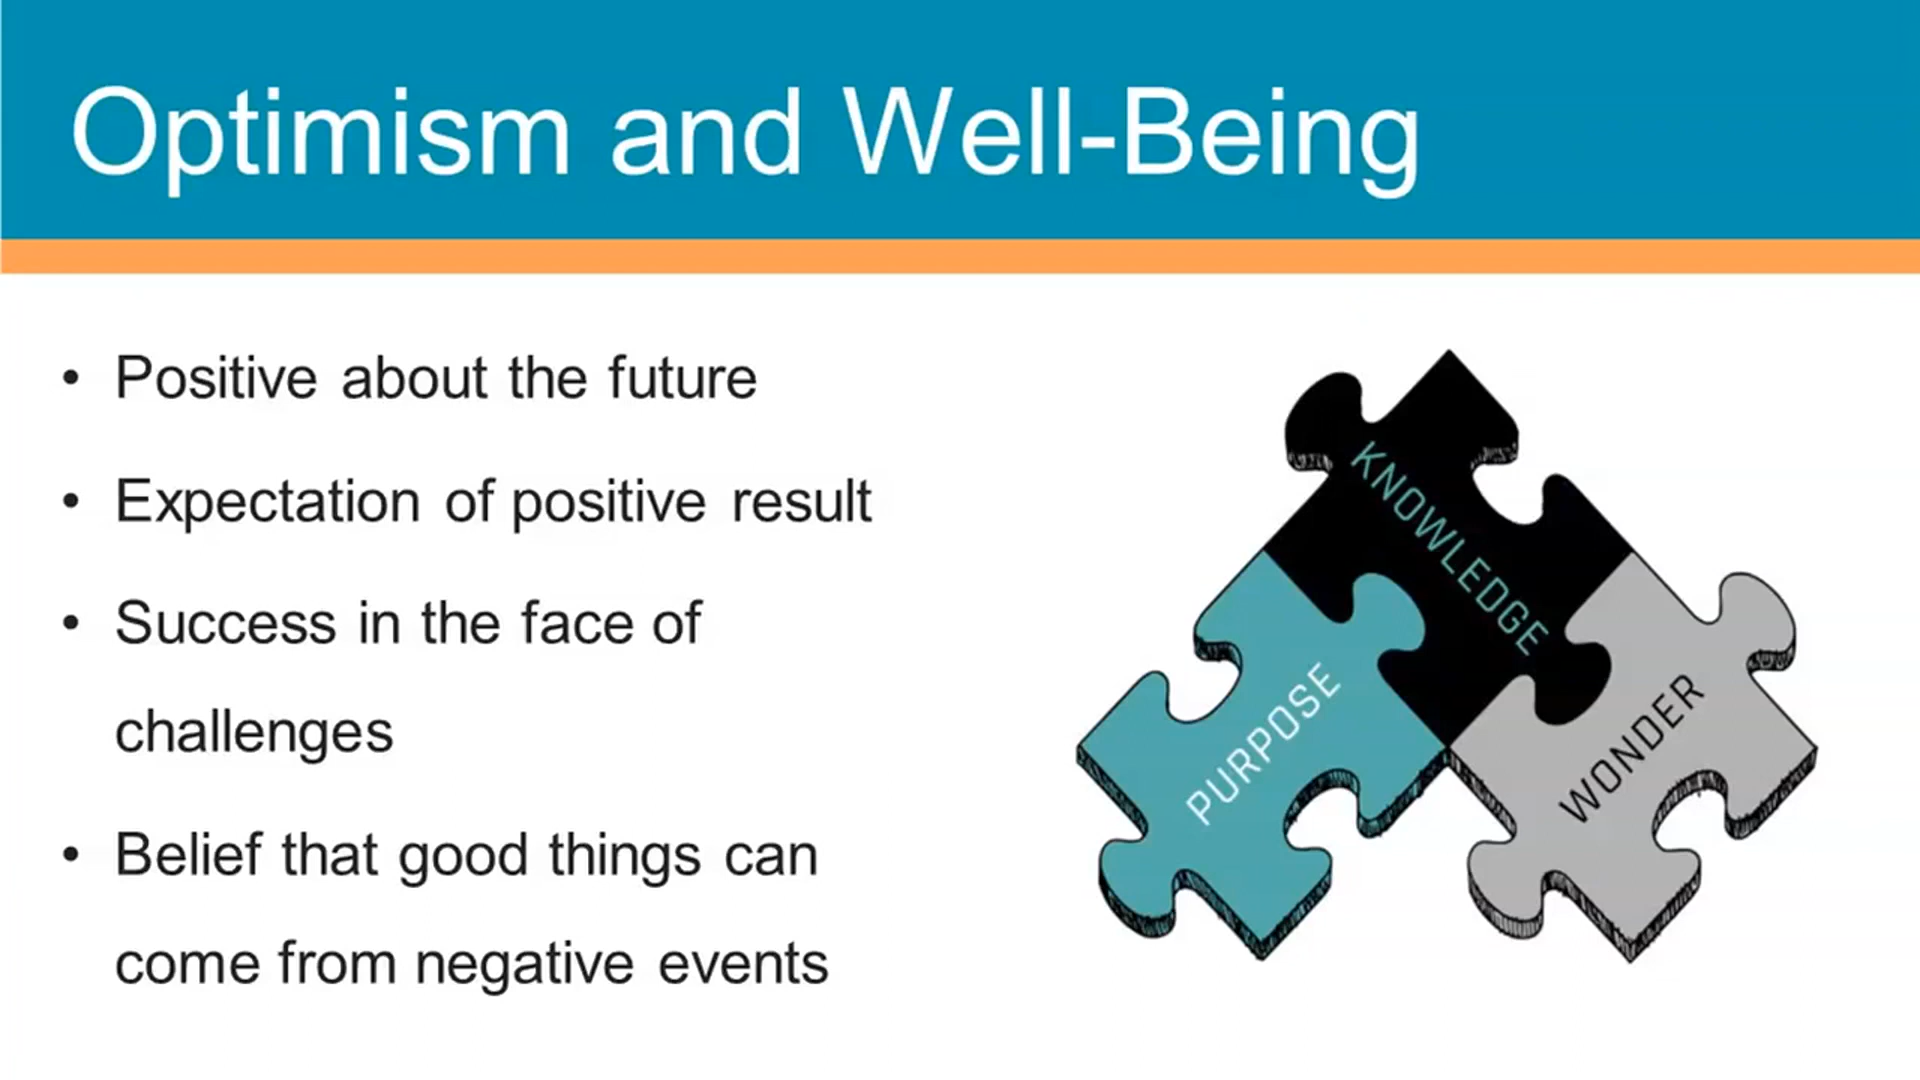 Optimism and Well-Being
• Positive about the future
• Expectation of positive result
• Success in the face of
challenges
• Belief that good things can
come from negative events
KNOWLEDGE
PURPOSE
WONDER